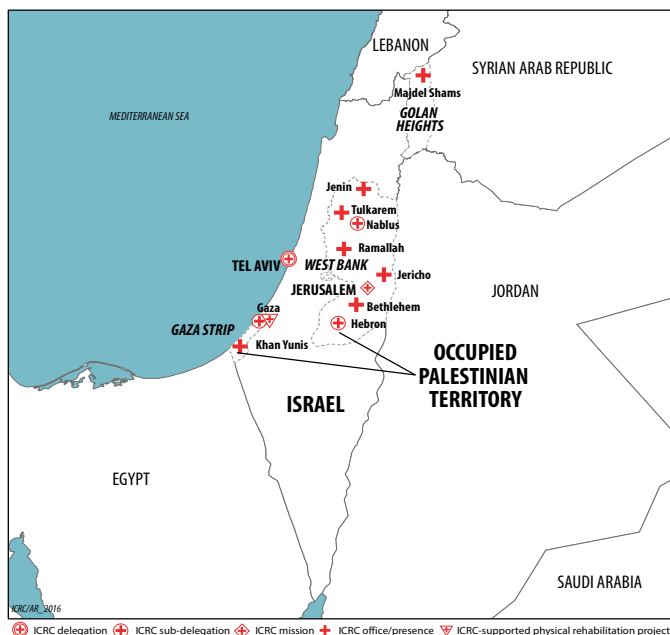 LEBANON
SYRIAN ARAB REPUBLIC
Majdel Shams
MEDITERRANEAN SEA
GOLAN
HEIGHTS
Jenin
Tulkarem
Nablus
Ramallah
TEL AVIV
WEST BANK
Jericho
JERUSALEM
JORDAN
Gaza
Bethlehem
GAZA STRIP
Hebron
Khan Yunis
OCCUPIED
PALESTINIAN
TERRITORY
ISRAEL
EGYPT
SAUDI ARABIA
ICRC/AR_2016
ICRC delegation ICRC sub-delegation ICRC mission ICRC office/presence ICRC-supported physical rehabilitation project